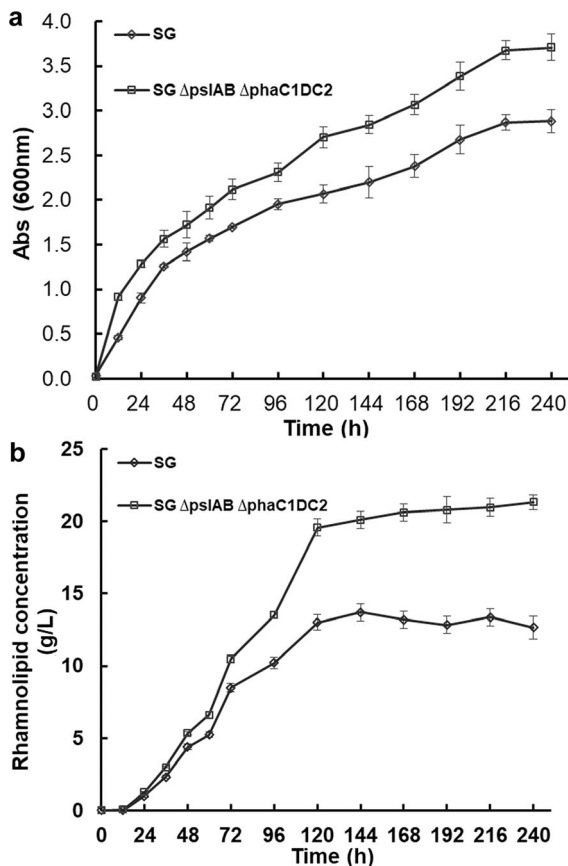 a
SG
SG ΔpslAB ΔphaC1DC2
4.0
3.5
3.0
2.5
2.0
1.5
1.0
0.5
0.0
Abs (600nm)
0 24 48 72 96 120 144 168 192 216 240
Time (h)
b
SG
SG ΔpslAB ΔphaC1DC2
25
20
15
10
5
0
Rhamnolipid concentration
(g/L)
0 24 48 72 96 120 144 168 192 216 240
Time (h)